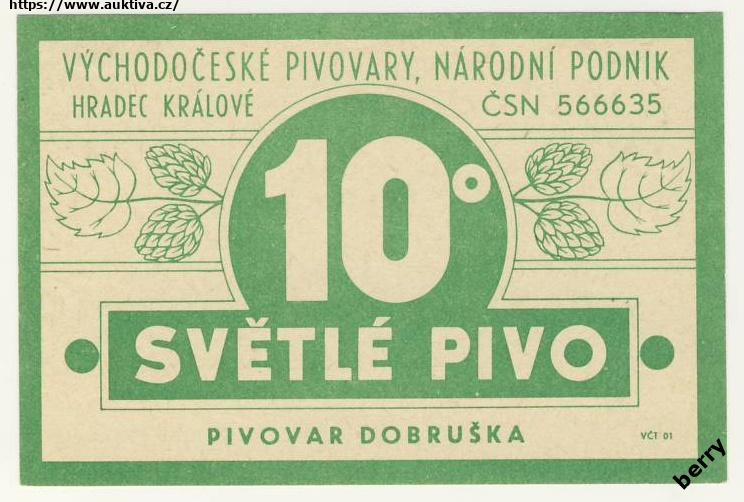 https://www.auktiva.cz/
VÝCHODOČESKÉ PIVOVARY, NÁRODNÍ PODNIK
HRADEC KRÁLOVÉ ČSN 566635
10°
SVĚTLÉ PIVO
PIVOVAR DOBRUŠKA
VČT 01
berry